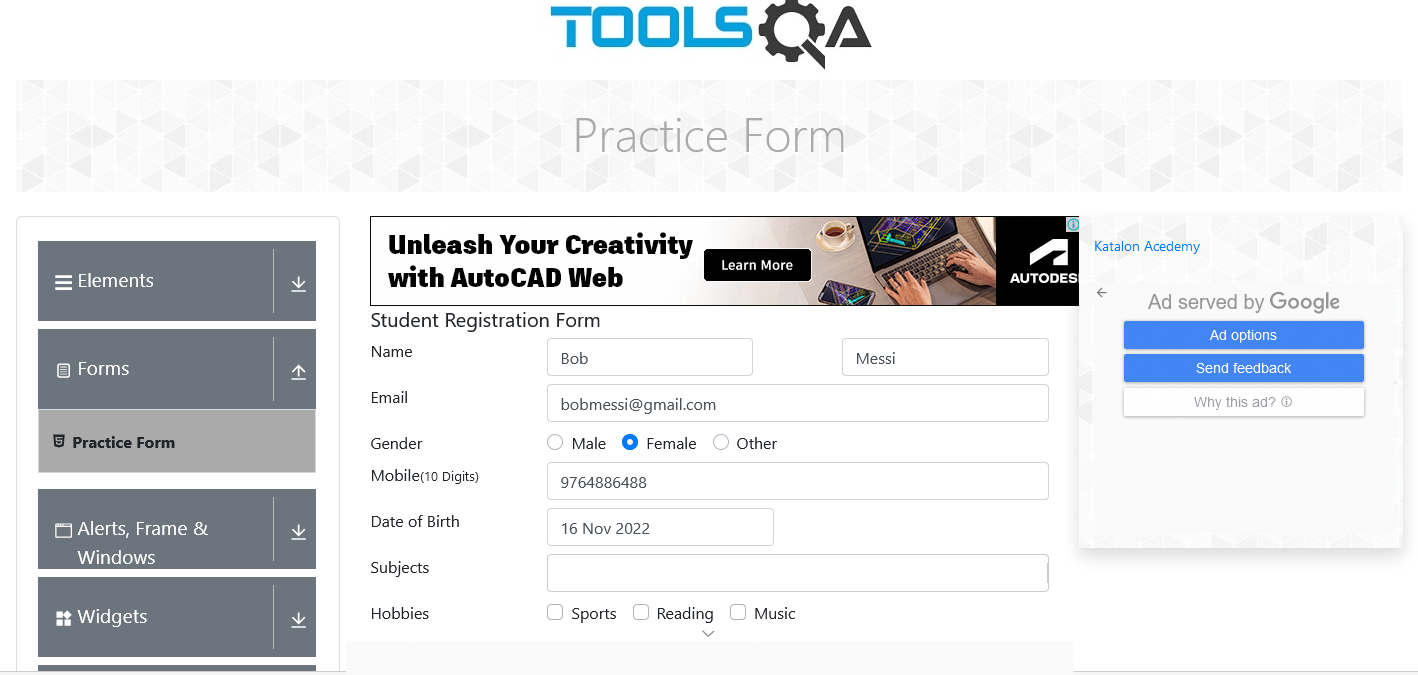 TOOLSQA
Practice Form
Elements
Forms
Practice Form
Alerts, Frame &
Windows
Widgets
Unleash Your Creativity
with AutoCAD Web
Learn More
AUTODES
Student Registration Form
Name
Bob
Messi
Email
bobmessi@gmail.com
Gender
Male
Female
Other
Mobile(10 Digits)
9764886488
Date of Birth
16 Nov 2022
Subjects
Hobbies
Sports
Reading
Music
Katalon Acedemy
Ad served by Google
Ad options
Send feedback
Why this ad?